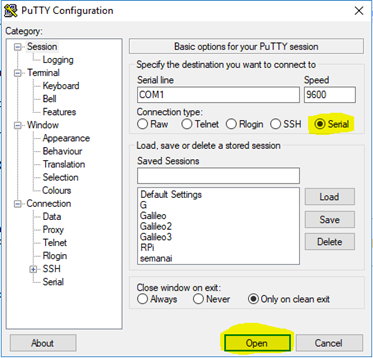 PuTTY Configuration
Category:
Session
Logging
Terminal
Keyboard
Bell
Features
Window
Appearance
Behaviour
Translation
Selection
Colours
Connection
Data
Proxy
Telnet
Rlogin
SSH
Serial
Basic options for your PuTTY session
Specify the destination you want to connect to
Serial line Speed
COM1 9600
Connection type:
Raw Telnet Rlogin SSH Serial
Load, save or delete a stored session
Saved Sessions
Default Settings
G
Galileo
Galileo2
Galileo3
RPi
semanai
Load
Save
Delete
Close window on exit:
Always Never Only on clean exit
About Open Cancel